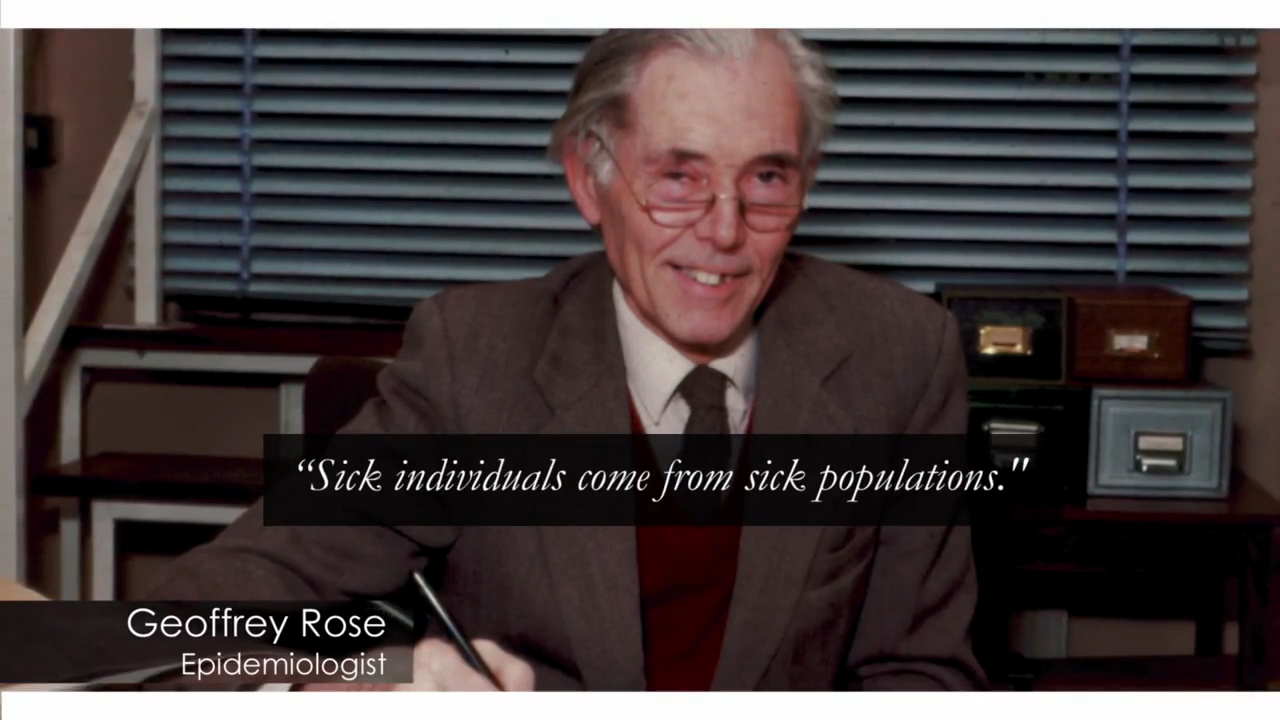 “Sick individuals come from sick populations."
Geoffrey Rose
Epidemiologist